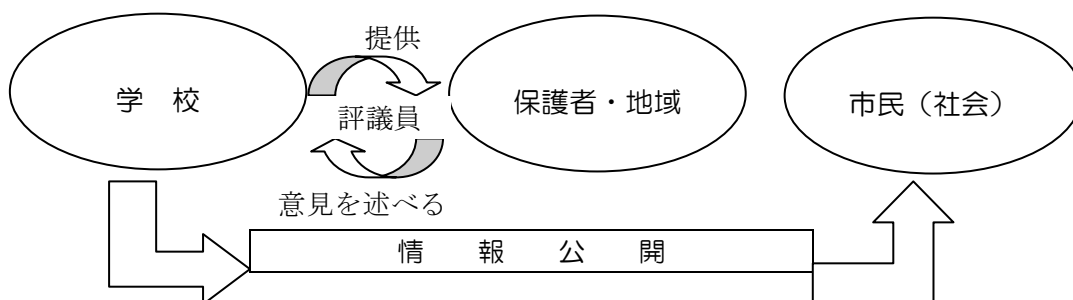 提供
学　校
評議員
保護者・地域
市民（社会）
意見を述べる
情　報　公　開